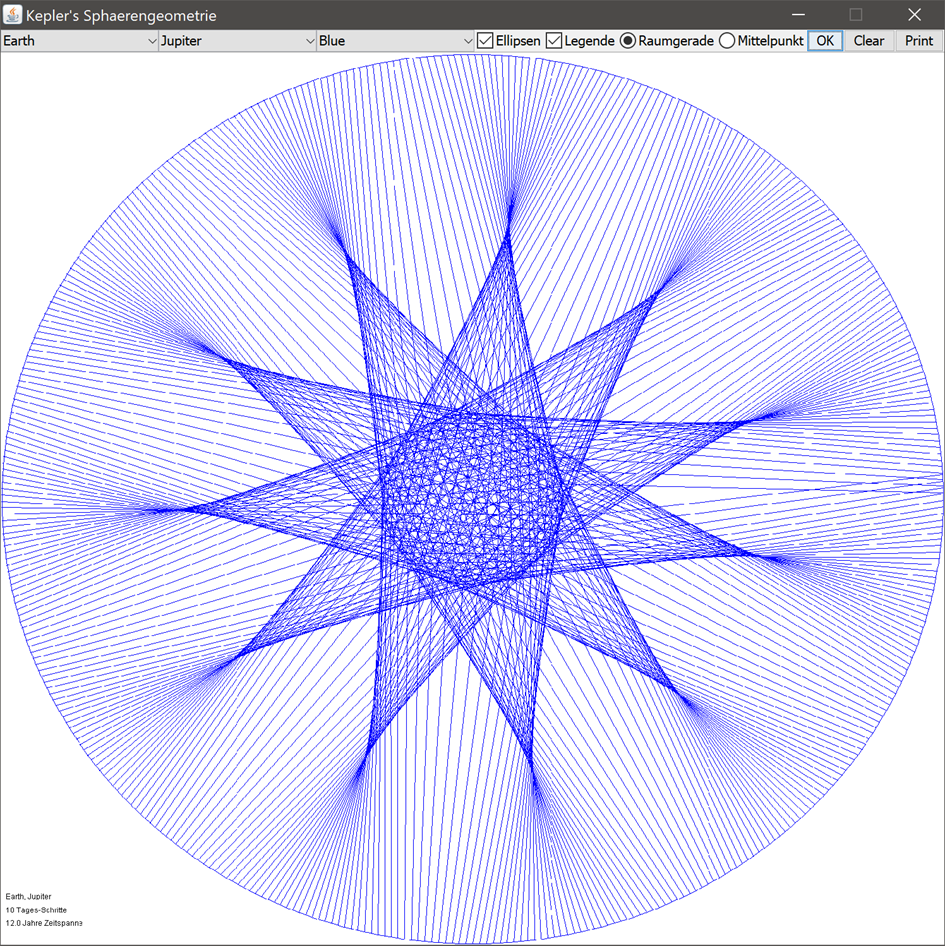 Kepler's Sphaerengeometrie
Earth Jupiter Blue Ellipsen Legende Raumgerade Mittelpunkt OK Clear Print
Earth, Jupiter
10 Tages-Schritte
12.0 Jahre Zeitspanne